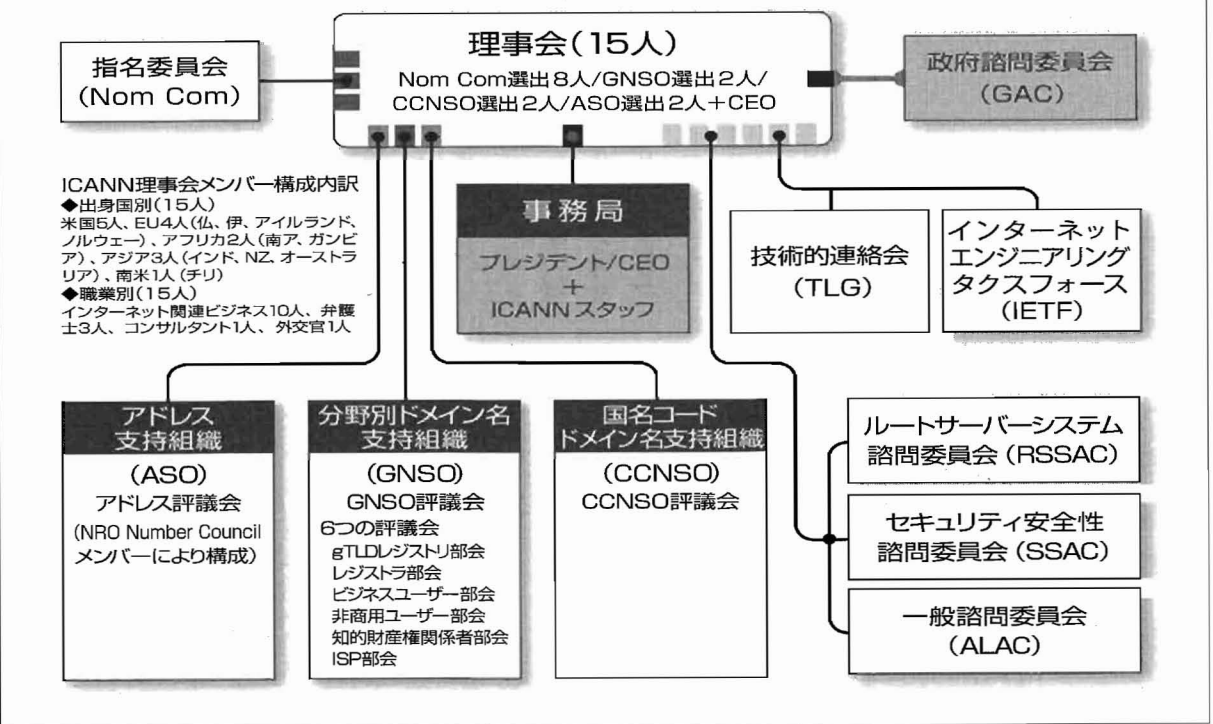 理事会(15人)
Nom Com選出8人/GNSO選出2人/
CCNSO選出2人/ASO選出2人+CEO
指名委員会
(Nom Com)
政府諮問委員会
(GAC)
ICANN理事会メンバー構成内訳
◆出身国別(15人)
米国5人、EU4人(仏、伊、アイルランド、
ノルウェー)、アフリカ2人(南ア、ガンビ
ア)、アジア3人(インド、NZ、オーストラ
リア)、南米1人(チリ)
◆職業別(15人)
インターネット関連ビジネス10人、弁護
士3人、コンサルタント1人、外交官1人
事務局
プレジデント/CEO
+
ICANNスタッフ
技術的連絡会
(TLG)
インターネット
エンジニアリング
タクスフォース
(IETF)
アドレス
支持組織
(ASO)
アドレス評議会
(NRO Number Council
メンバーにより構成)
分野別ドメイン名
支持組織
(GNSO)
GNSO評議会
6つの評議会
gTLDレジストリ部会
レジストラ部会
ビジネスユーザー部会
非商用ユーザー部会
知的財産権関係者部会
ISP部会
国名コード
ドメイン名支持組織
(CCNSO)
CCNSO評議会
ルートサーバーシステム
諮問委員会(RSSAC)
セキュリティ安全性
諮問委員会(SSAC)
一般諮問委員会
(ALAC)